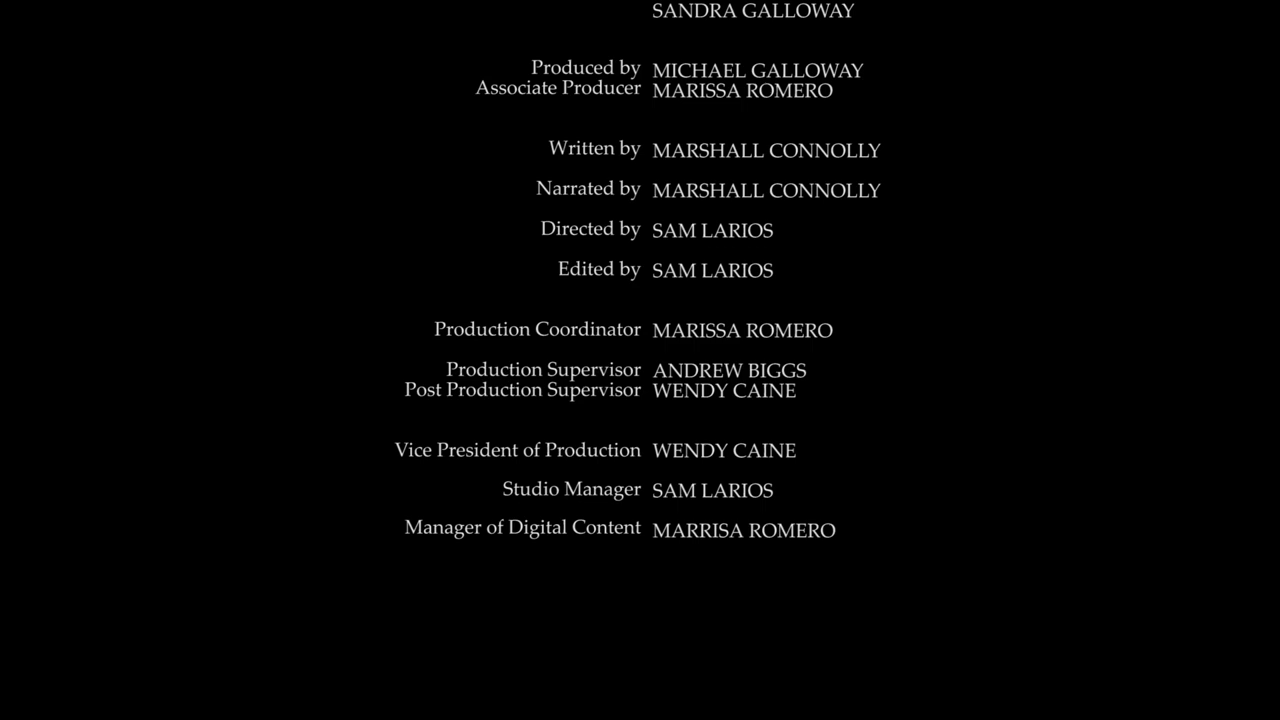 SANDRA GALLOWAY
Produced by MICHAEL GALLOWAY
Associate Producer MARISSA ROMERO
Written by MARSHALL CONNOLLY
Narrated by MARSHALL CONNOLLY
Directed by SAM LARIOS
Edited by SAM LARIOS
Production Coordinator MARISSA ROMERO
Production Supervisor ANDREW BIGGS
Post Production Supervisor WENDY CAINE
Vice President of Production WENDY CAINE
Studio Manager SAM LARIOS
Manager of Digital Content MARRISA ROMERO